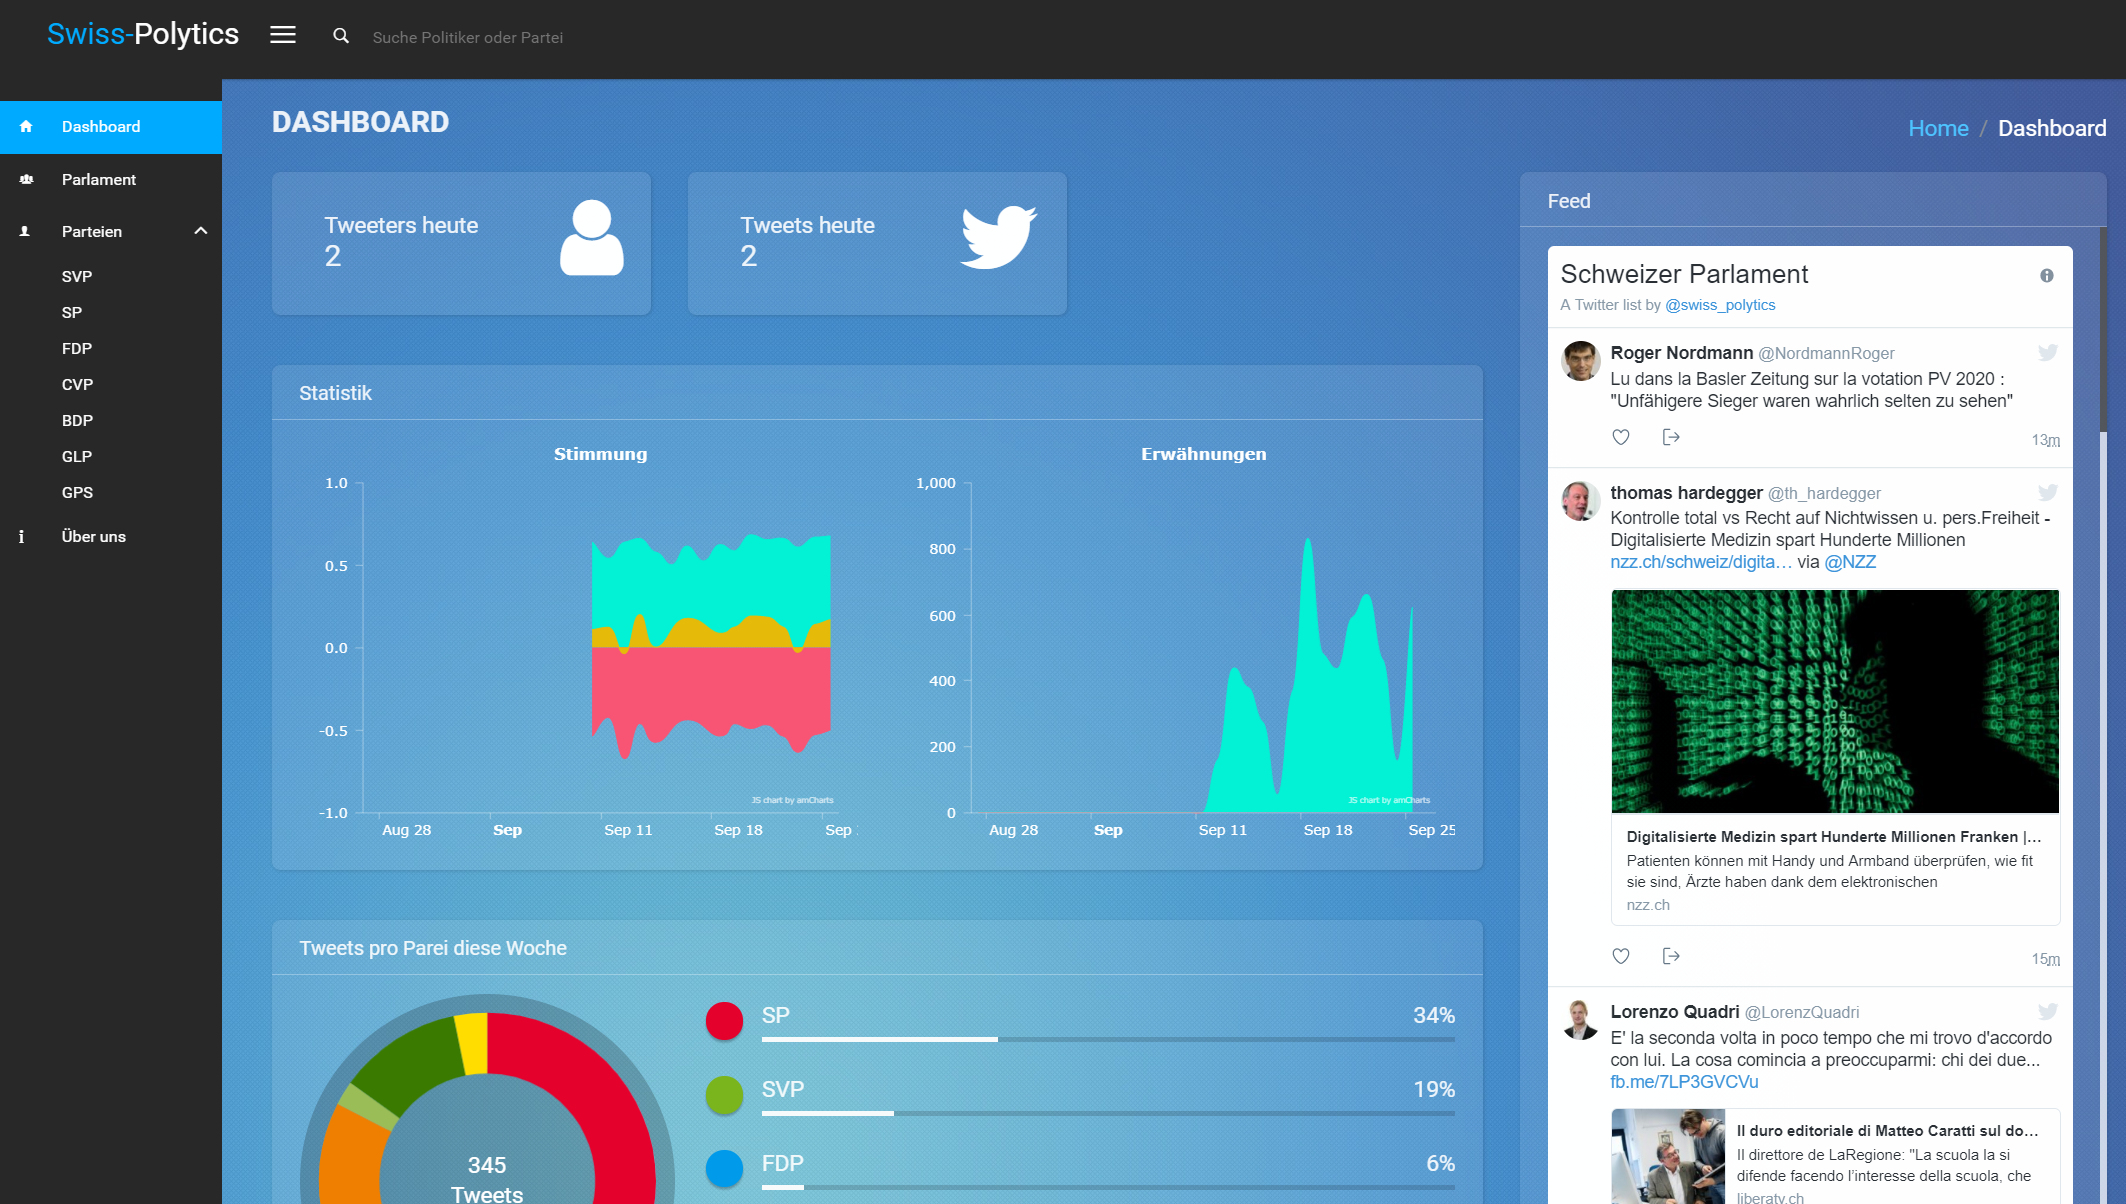 Swiss-Polytics
Suche Politiker oder Partei
Dashboard
Parlament
Parteien
SVP
SP
FDP
CVP
BDP
GLP
GPS
Über uns
DASHBOARD
Home / Dashboard
Tweeters heute
2
Tweets heute
2
Statistik
Stimmung
1.0
0.5
0.0
-0.5
-1.0
Aug 28
Sep
Sep 11
Sep 18
Sep
JS chart by amCharts
Erwähnungen
1,000
800
600
400
200
0
Aug 28
Sep
Sep 11
Sep 18
Sep 25
JS chart by amCharts
Tweets pro Parei diese Woche
345
Tweets
SP 34%
SVP 19%
FDP 6%
Feed
Schweizer Parlament
A Twitter list by @swiss_polytics
Roger Nordmann @NordmannRoger
Lu dans la Basler Zeitung sur la votation PV 2020 :
"Unfähigere Sieger waren wahrlich selten zu sehen"
13m
thomas hardegger @th_hardegger
Kontrolle total vs Recht auf Nichtwissen u. pers.Freiheit -
Digitalisierte Medizin spart Hunderte Millionen
nzz.ch/schweiz/digita… via @NZZ
Digitalisierte Medizin spart Hunderte Millionen Franken |…
Patienten können mit Handy und Armband überprüfen, wie fit
sie sind, Ärzte haben dank dem elektronischen
nzz.ch
15m
Lorenzo Quadri @LorenzQuadri
E' la seconda volta in poco tempo che mi trovo d'accordo
con lui. La cosa comincia a preoccuparmi: chi dei due...
fb.me/7LP3GVCVu
Il duro editoriale di Matteo Caratti sul do…
Il direttore de LaRegione: "La scuola la si
difende facendo l'interesse della scuola, che
liberatv.ch